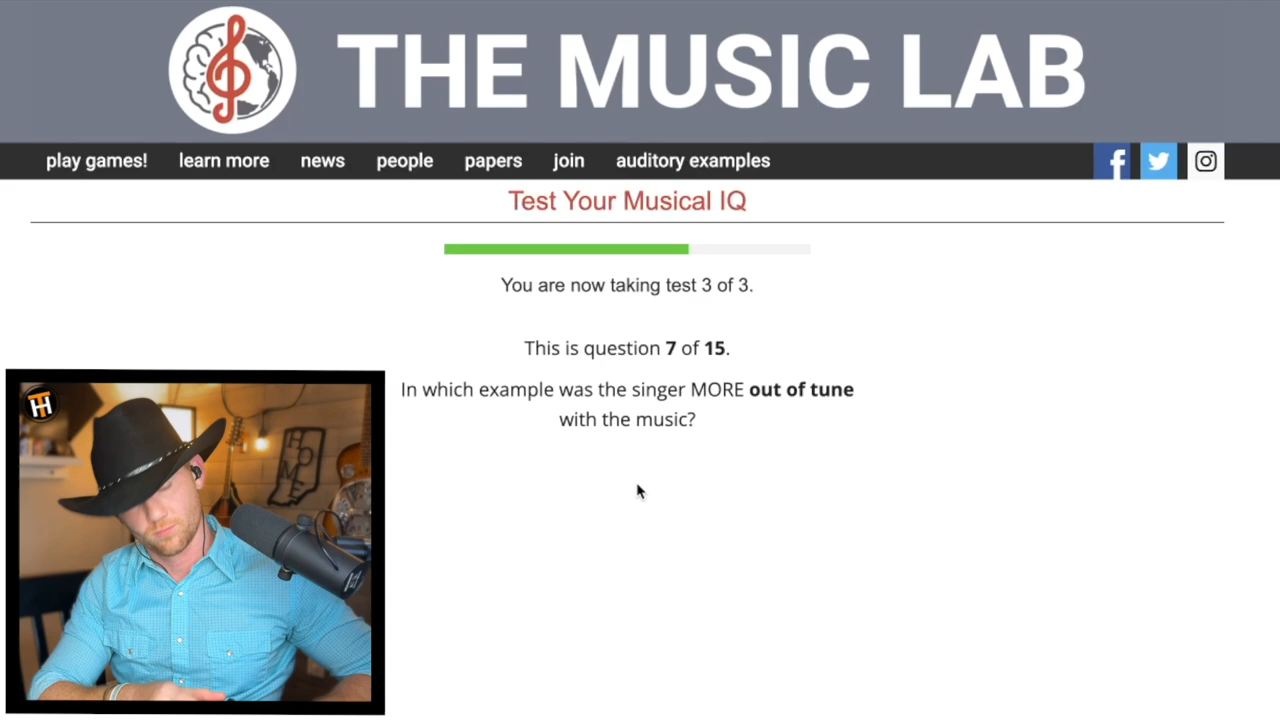 THE MUSIC LAB
play games! learn more news people papers join auditory examples
Test Your Musical IQ
You are now taking test 3 of 3.
This is question 7 of 15.
In which example was the singer MORE out of tune
with the music?
HT
HOME